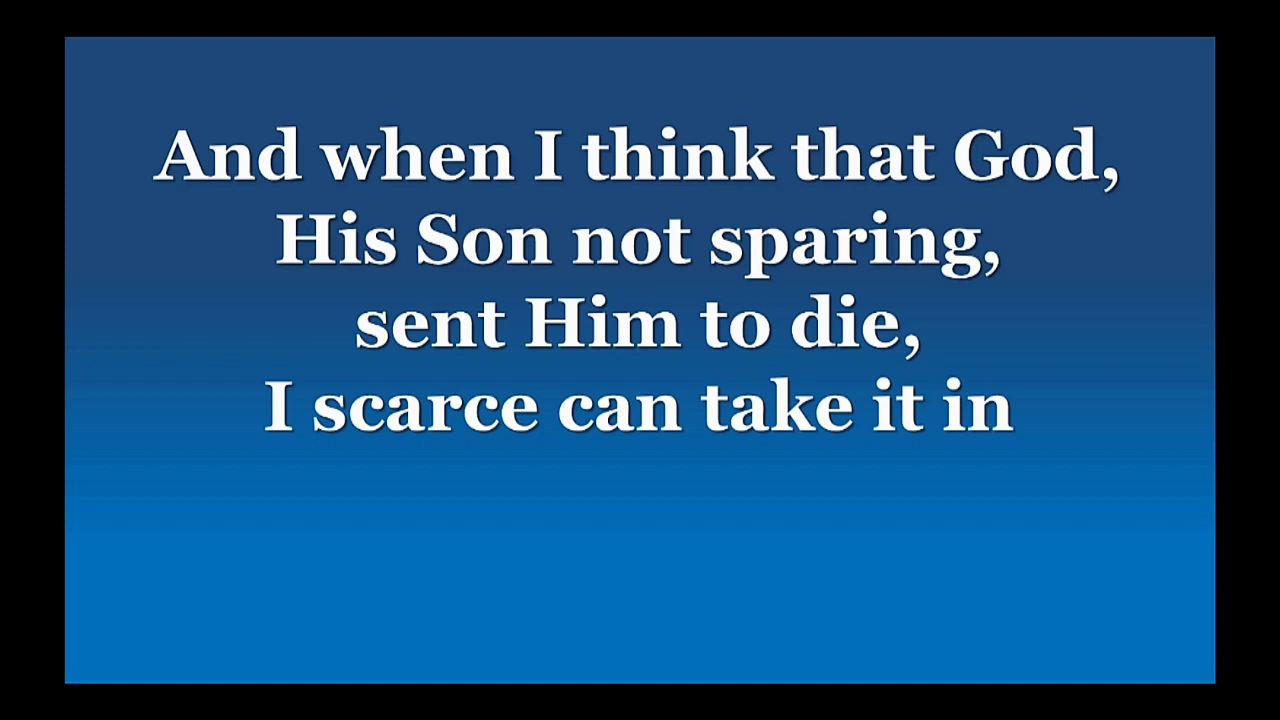 And when I think that God,
His Son not sparing,
sent Him to die,
I scarce can take it in